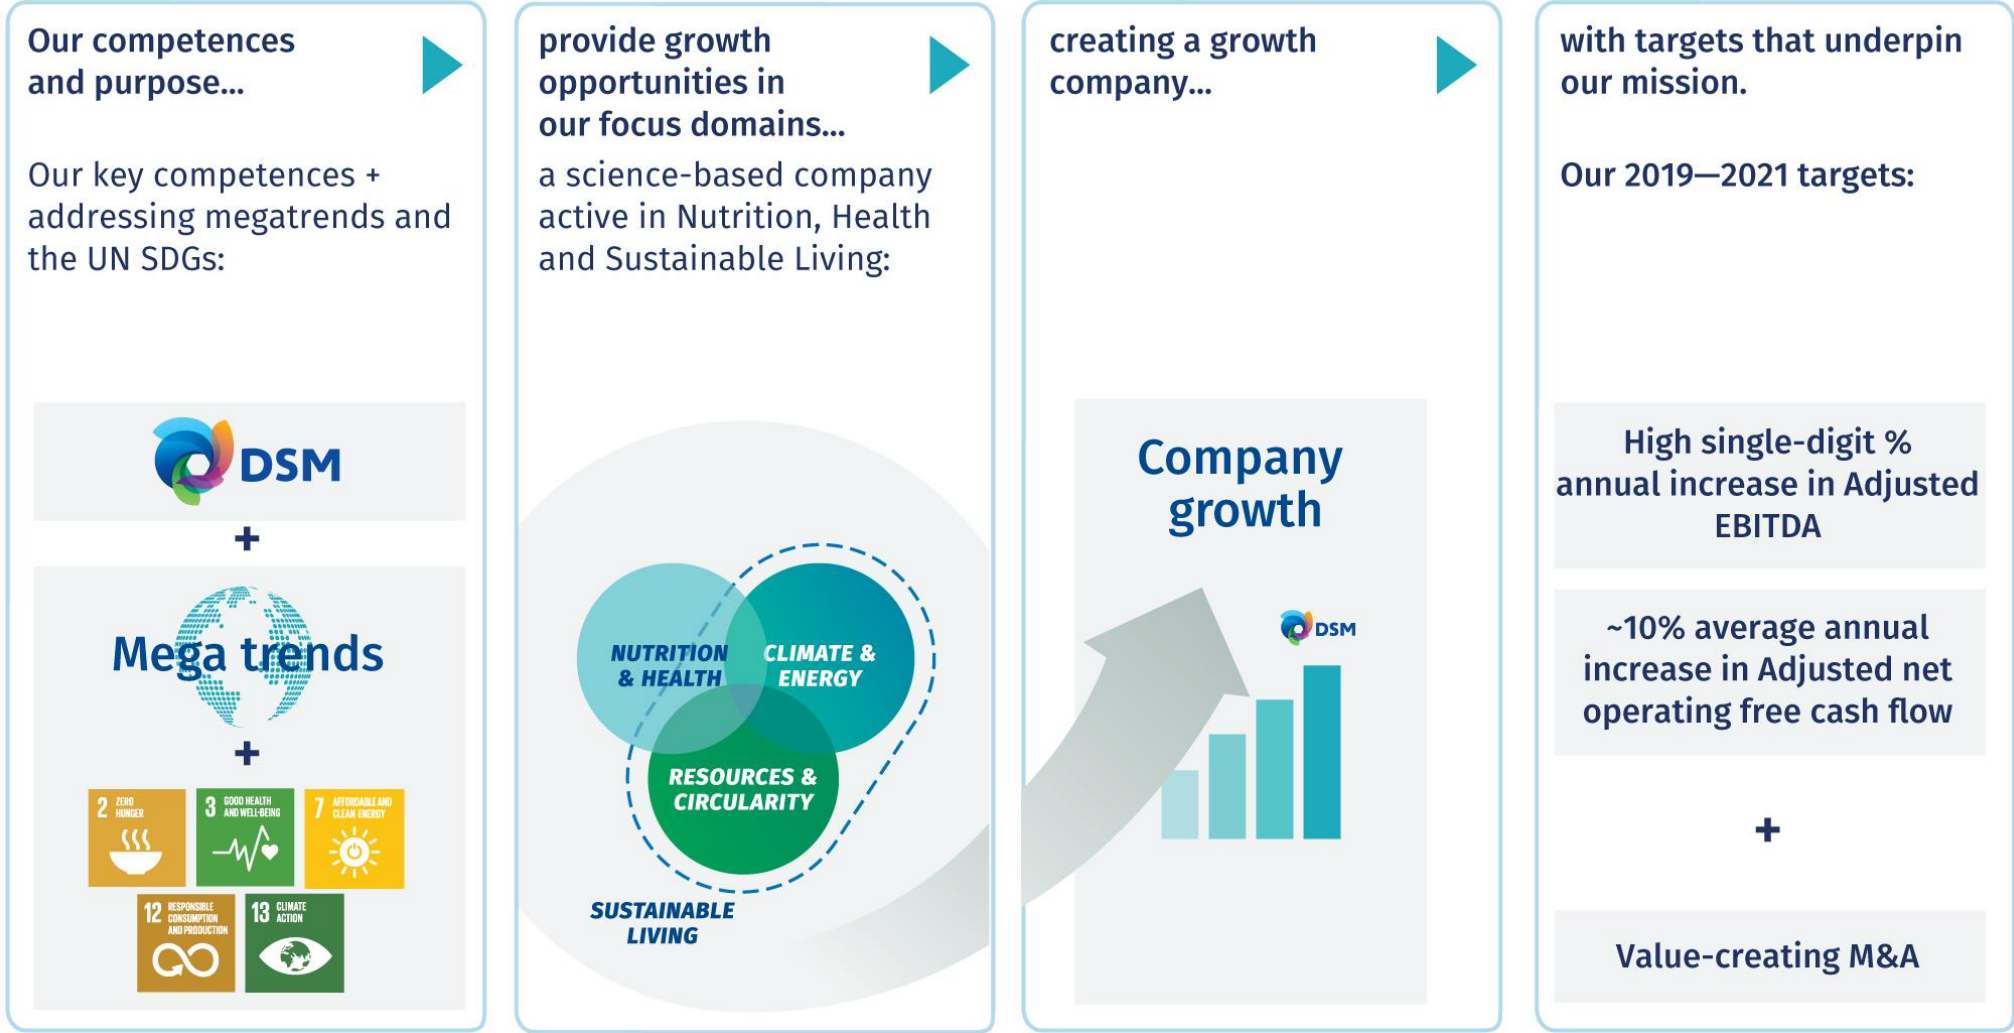 Our competences
and purpose...
Our key competences +
addressing megatrends and
the UN SDGs:
DSM
+
Mega trends
+
2 ZERO
HUNGER
3 GOOD HEALTH
AND WELL-BEING
7 AFFORDABLE AND
CLEAN ENERGY
12 RESPONSIBLE
CONSUMPTION
AND PRODUCTION
13 CLIMATE
ACTION
provide growth
opportunities in
our focus domains...
a science-based company
active in Nutrition, Health
and Sustainable Living:
NUTRITION
& HEALTH
CLIMATE &
ENERGY
RESOURCES &
CIRCULARITY
SUSTAINABLE
LIVING
creating a growth
company...
Company
growth
DSM
with targets that underpin
our mission.
Our 2019—2021 targets:
High single-digit %
annual increase in Adjusted
EBITDA
~10% average annual
increase in Adjusted net
operating free cash flow
+
Value-creating M&A